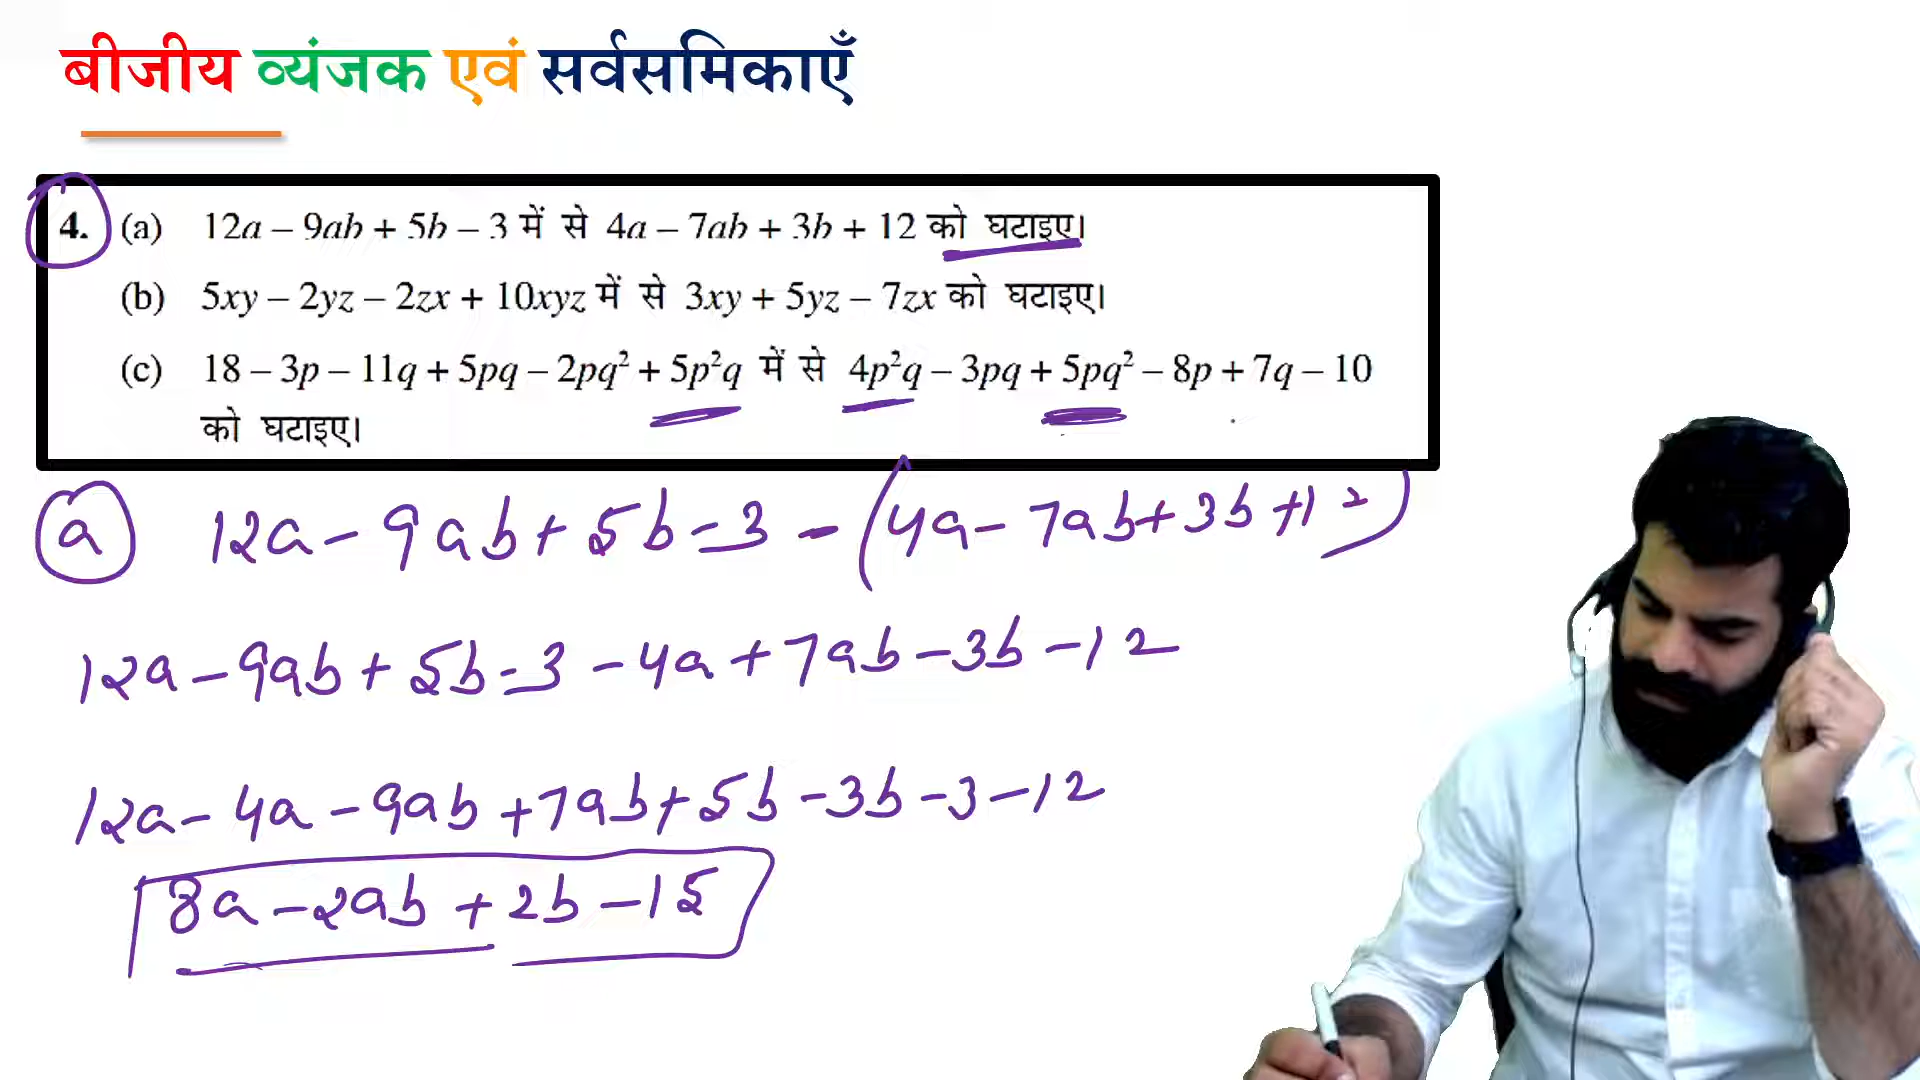 बीजीय व्यंजक एवं सर्वसमिकाएँ
4. (a) 12a – 9ab + 5b – 3 में से 4a – 7ab + 3b + 12 को घटाइए।
(b) 5xy – 2yz – 2zx + 10xyz में से 3xy + 5yz – 7zx को घटाइए।
(c) 18 – 3p – 11q + 5pq – 2pq² + 5p²q में से 4p²q – 3pq + 5pq² – 8p + 7q – 10
को घटाइए।
a 12a - 9ab + 5b - 3 - (4a - 7ab + 3b + 12)
12a - 9ab + 5b - 3 - 4a + 7ab - 3b - 12
12a - 4a - 9ab + 7ab + 5b - 3b - 3 - 12
8a - 2ab + 2b - 15